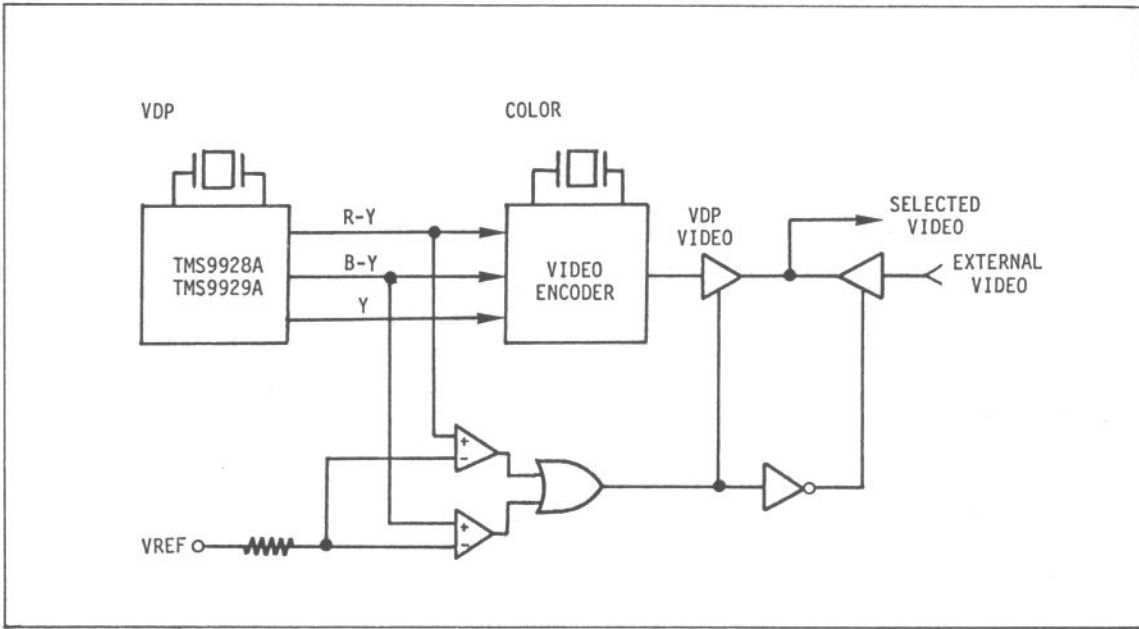 VDP
COLOR
R-Y
B-Y
Y
TMS9928A
TMS9929A
VIDEO
ENCODER
VDP
VIDEO
SELECTED
VIDEO
EXTERNAL
VIDEO
+
-
+
-
VREF